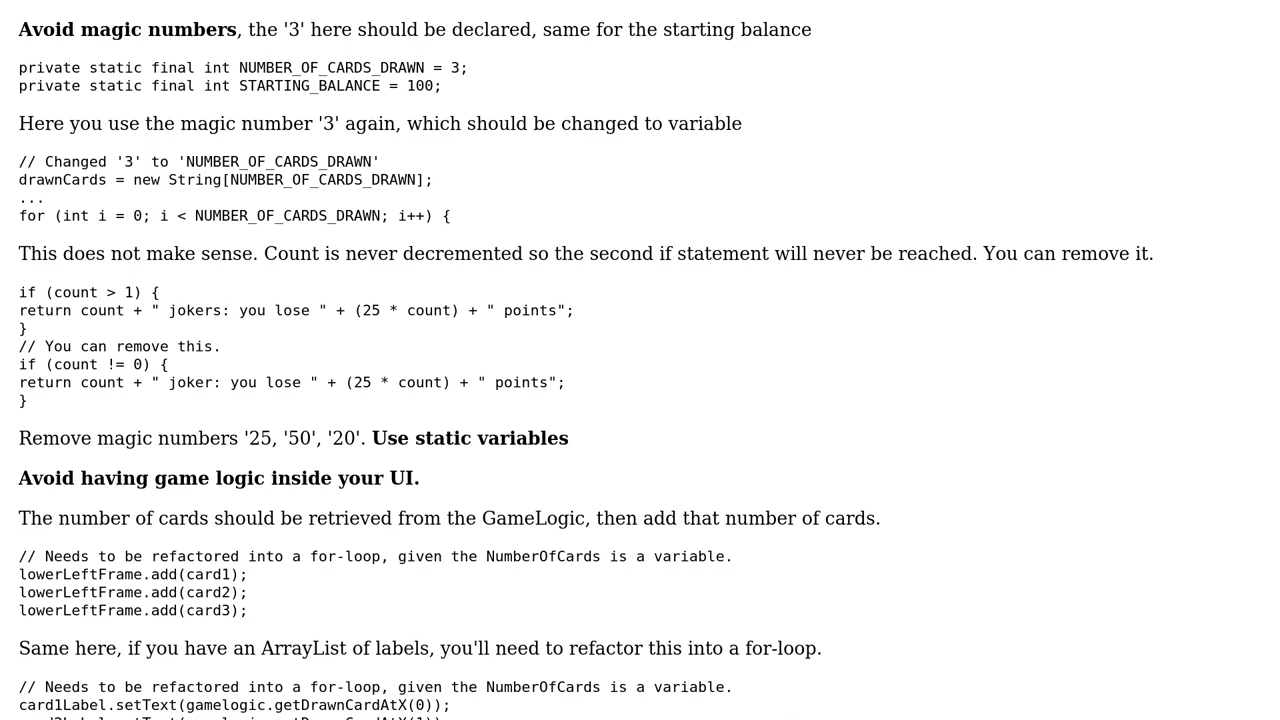 Avoid magic numbers, the '3' here should be declared, same for the starting balance
private static final int NUMBER_OF_CARDS_DRAWN = 3;
private static final int STARTING_BALANCE = 100;
Here you use the magic number '3' again, which should be changed to variable
// Changed '3' to 'NUMBER_OF_CARDS_DRAWN'
drawnCards = new String[NUMBER_OF_CARDS_DRAWN];
...
for (int i = 0; i < NUMBER_OF_CARDS_DRAWN; i++) {
This does not make sense. Count is never decremented so the second if statement will never be reached. You can remove it.
if (count > 1) {
return count + " jokers: you lose " + (25 * count) + " points";
}
// You can remove this.
if (count != 0) {
return count + " joker: you lose " + (25 * count) + " points";
}
Remove magic numbers '25, '50', '20'. Use static variables
Avoid having game logic inside your UI.
The number of cards should be retrieved from the GameLogic, then add that number of cards.
// Needs to be refactored into a for-loop, given the NumberOfCards is a variable.
lowerLeftFrame.add(card1);
lowerLeftFrame.add(card2);
lowerLeftFrame.add(card3);
Same here, if you have an ArrayList of labels, you'll need to refactor this into a for-loop.
// Needs to be refactored into a for-loop, given the NumberOfCards is a variable.
card1Label.setText(gamelogic.getDrawnCardAtX(0));